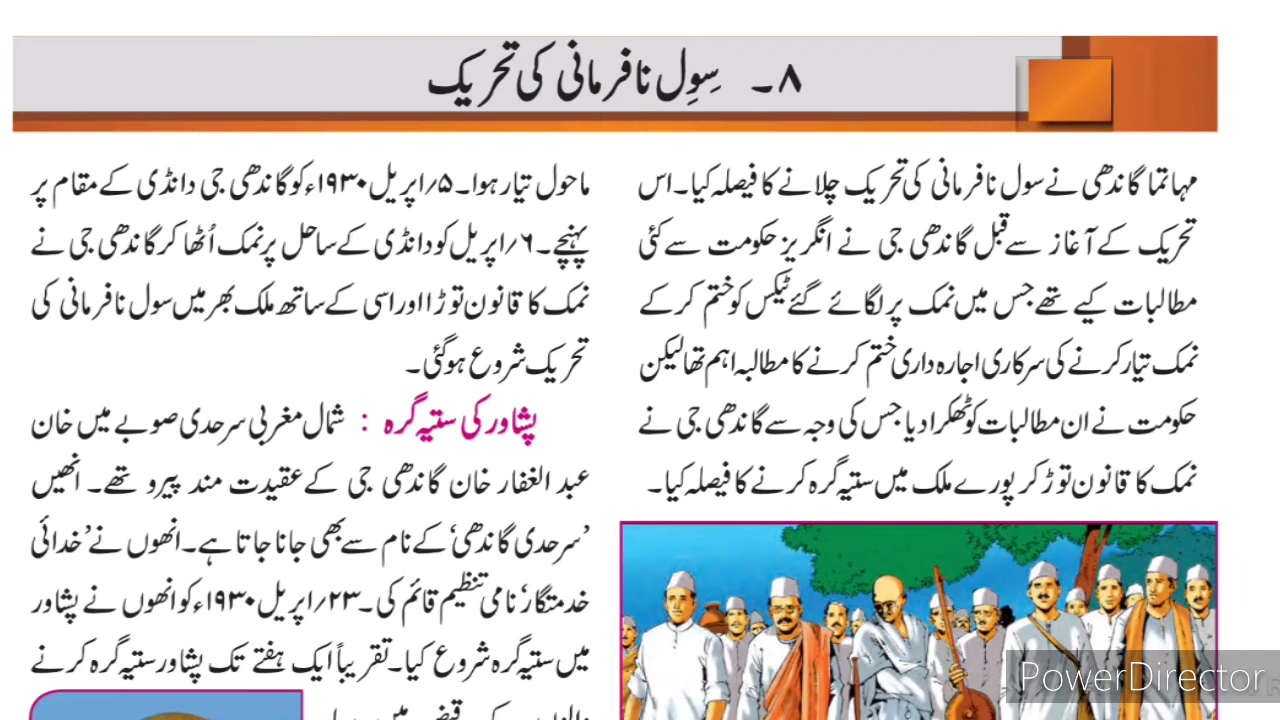 ۸۔ سِوِل نافرمانی کی تحریک
مہاتما گاندھی نے سول نافرمانی کی تحریک چلانے کا فیصلہ کیا۔ اس
تحریک کے آغاز سے قبل گاندھی جی نے انگریز حکومت سے کئی
مطالبات کیے تھے جس میں نمک پر لگائے گئے ٹیکس کو ختم کرکے
نمک تیار کرنے کی سرکاری اجارہ داری ختم کرنے کا مطالبہ اہم تھا لیکن
حکومت نے ان مطالبات کو ٹھکرا دیا جس کی وجہ سے گاندھی جی نے
نمک کا قانون توڑ کر پورے ملک میں ستیہ گرہ کرنے کا فیصلہ کیا۔
ماحول تیار ہوا۔ ۵؍اپریل ۱۹۳۰ء کو گاندھی جی دانڈی کے مقام پر
پہنچے۔ ۶؍اپریل کو دانڈی کے ساحل پر نمک اُٹھا کر گاندھی جی نے
نمک کا قانون توڑا اور اسی کے ساتھ ملک بھر میں سول نافرمانی کی
تحریک شروع ہوگئی۔
پشاور کی ستیہ گرہ : شمال مغربی سرحدی صوبے میں خان
عبد الغفار خان گاندھی جی کے عقیدت مند پیرو تھے۔ انھیں
’سرحدی گاندھی‘ کے نام سے بھی جانا جاتا ہے۔ انھوں نے ’خدائی
خدمتگار‘ نامی تنظیم قائم کی۔ ۲۳؍اپریل ۱۹۳۰ء کو انھوں نے پشاور
میں ستیہ گرہ شروع کیا۔ تقریباً ایک ہفتے تک پشاور ستیہ گرہ کرنے
PowerDirector